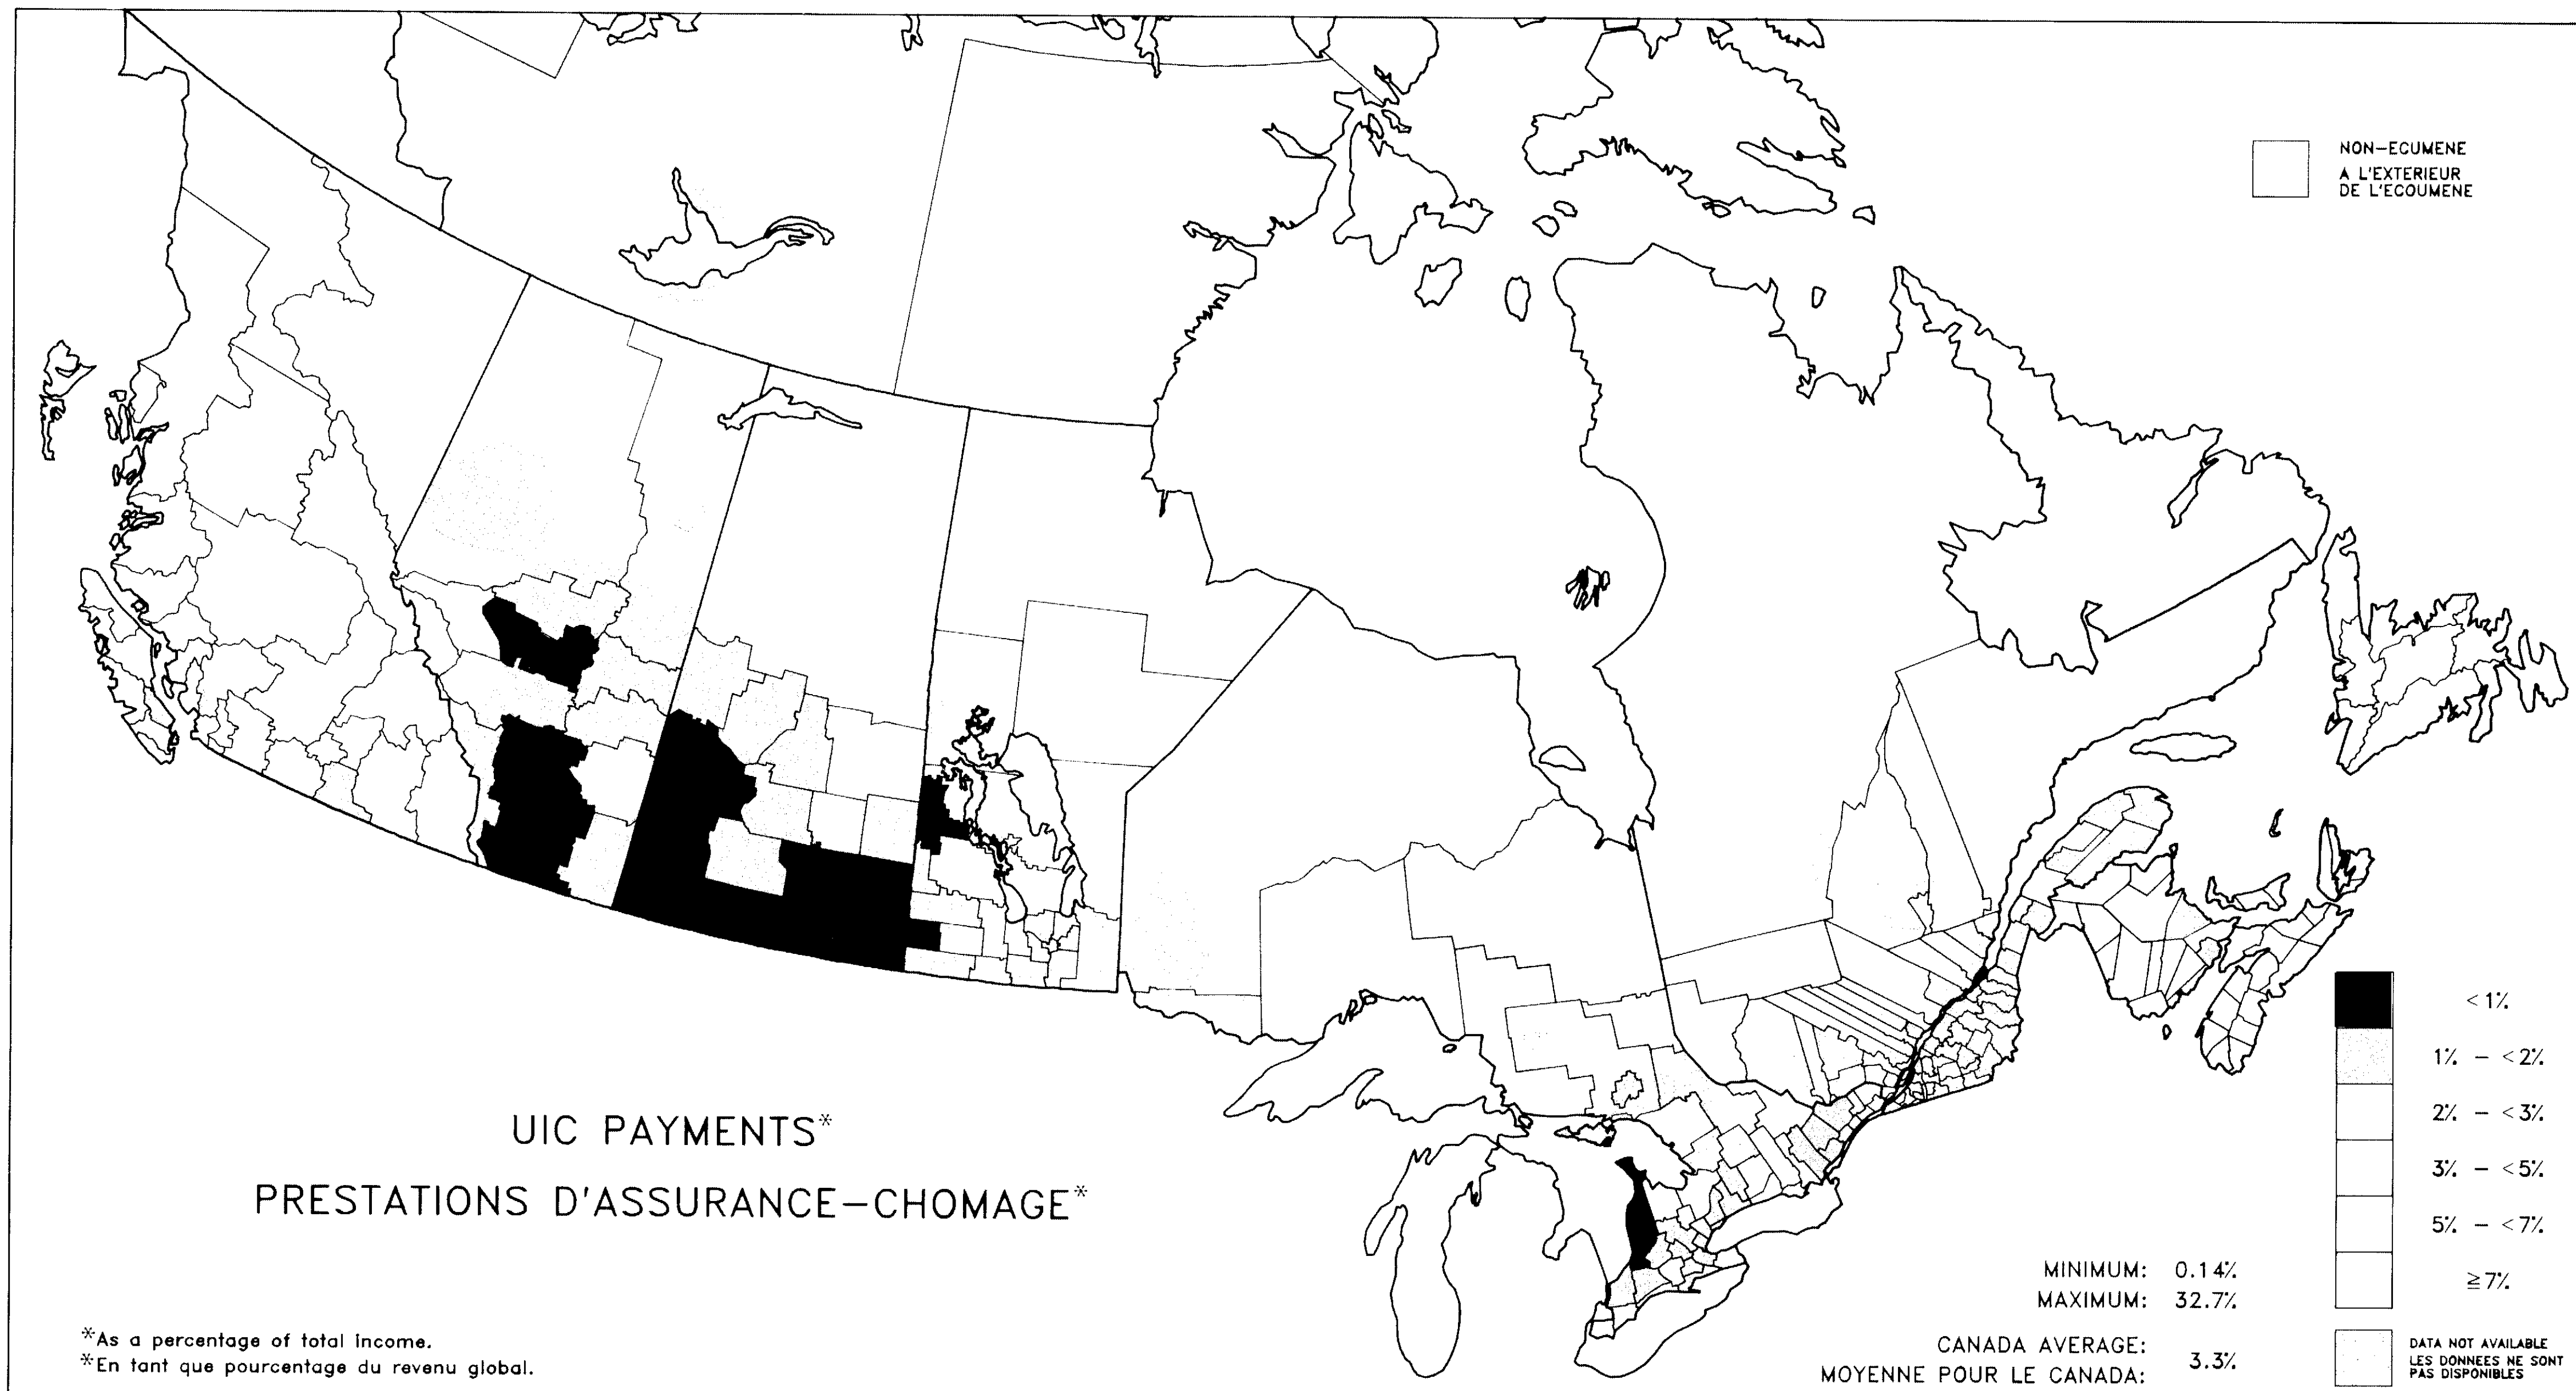 NON-ECUMENE
A L'EXTERIEUR
DE L'ECOUMENE
UIC PAYMENTS*
PRESTATIONS D'ASSURANCE-CHOMAGE*
*As a percentage of total income.
*En tant que pourcentage du revenu global.
MINIMUM: 0.14%
MAXIMUM: 32.7%
CANADA AVERAGE:
MOYENNE POUR LE CANADA: 3.3%
<1%
1% - <2%
2% - <3%
3% - <5%
5% - <7%
≥7%
DATA NOT AVAILABLE
LES DONNEES NE SONT
PAS DISPONIBLES